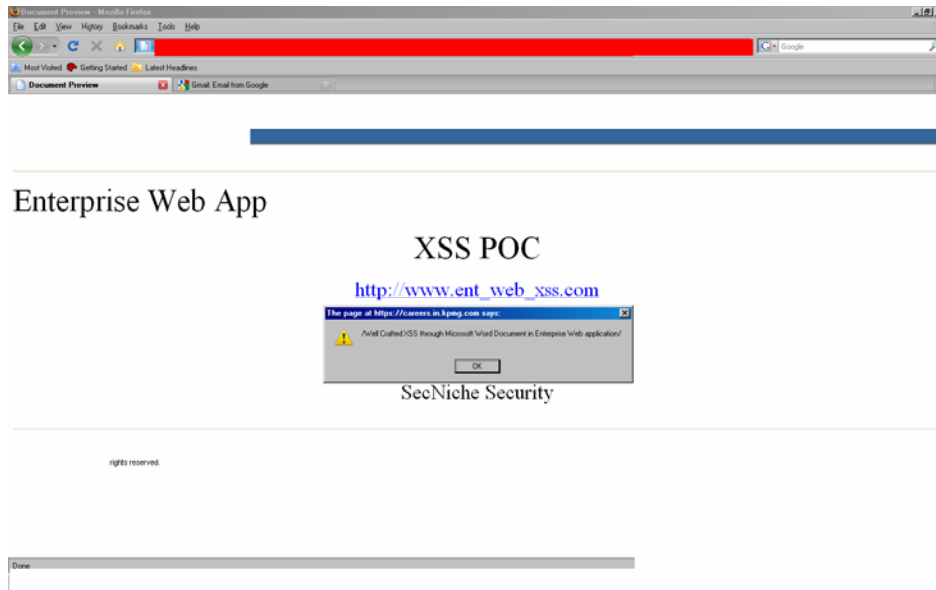 Document Preview - Mozilla Firefox
File Edit View History Bookmarks Tools Help
Google
Most Visited Getting Started Latest Headlines
Document Preview Gmail: Email from Google
Enterprise Web App
XSS POC
http://www.ent_web_xss.com
The page at https://careers.in.kpmg.com says:
/Well Crafted XSS through Microsoft Word Document in Enterprise Web application/
OK
SecNiche Security
rights reserved.
Done